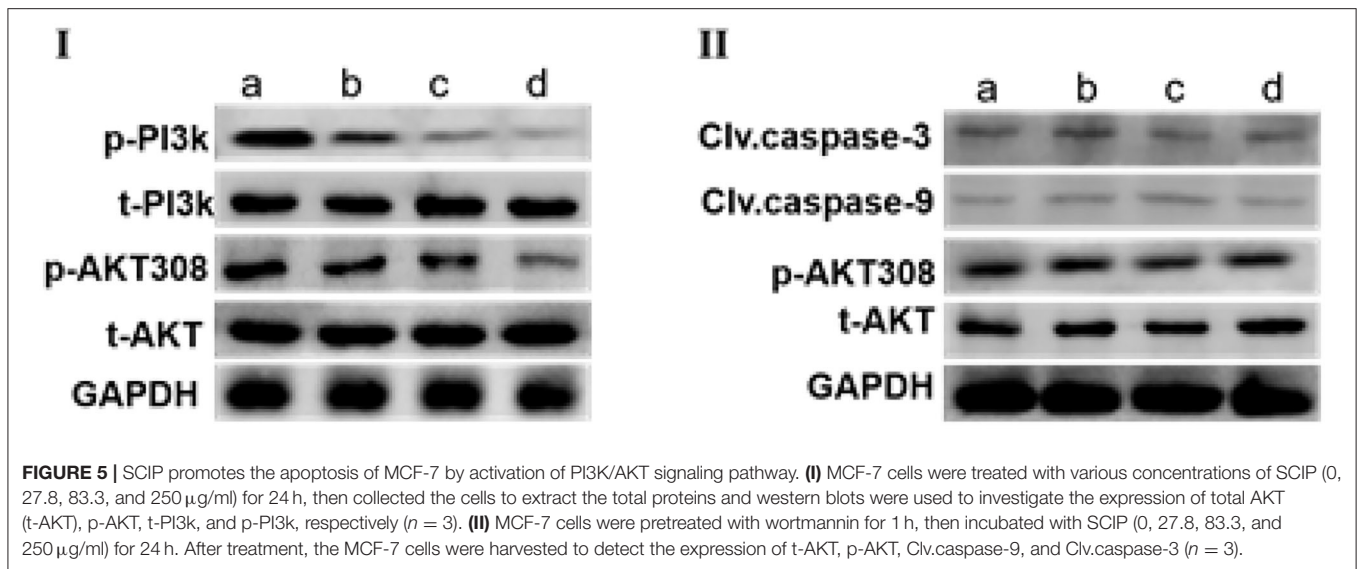 I
a b c d
p-PI3k
t-PI3k
p-AKT308
t-AKT
GAPDH
II
a b c d
Clv.caspase-3
Clv.caspase-9
p-AKT308
t-AKT
GAPDH
FIGURE 5 | SCIP promotes the apoptosis of MCF-7 by activation of PI3K/AKT signaling pathway. (I) MCF-7 cells were treated with various concentrations of SCIP (0,
27.8, 83.3, and 250 μg/ml) for 24 h, then collected the cells to extract the total proteins and western blots were used to investigate the expression of total AKT
(t-AKT), p-AKT, t-PI3k, and p-PI3k, respectively (n = 3). (II) MCF-7 cells were pretreated with wortmannin for 1 h, then incubated with SCIP (0, 27.8, 83.3, and
250 μg/ml) for 24 h. After treatment, the MCF-7 cells were harvested to detect the expression of t-AKT, p-AKT, Clv.caspase-9, and Clv.caspase-3 (n = 3).